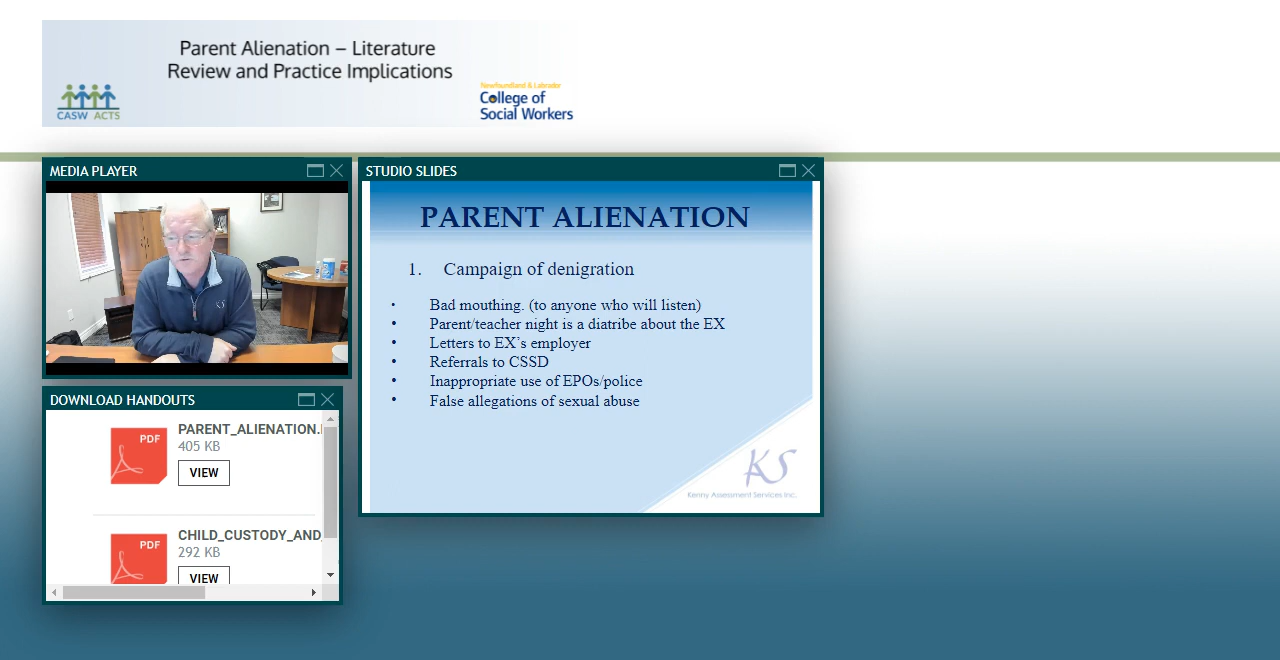 Parent Alienation – Literature
Review and Practice Implications
CASW ACTS
Newfoundland & Labrador
College of
Social Workers
MEDIA PLAYER
STUDIO SLIDES
PARENT ALIENATION
1. Campaign of denigration
• Bad mouthing. (to anyone who will listen)
• Parent/teacher night is a diatribe about the EX
• Letters to EX's employer
• Referrals to CSSD
• Inappropriate use of EPOs/police
• False allegations of sexual abuse
KS
Kenny Assessment Services Inc.
DOWNLOAD HANDOUTS
PDF
PARENT_ALIENATION.
405 KB
VIEW
PDF
CHILD_CUSTODY_AND_
292 KB
VIEW